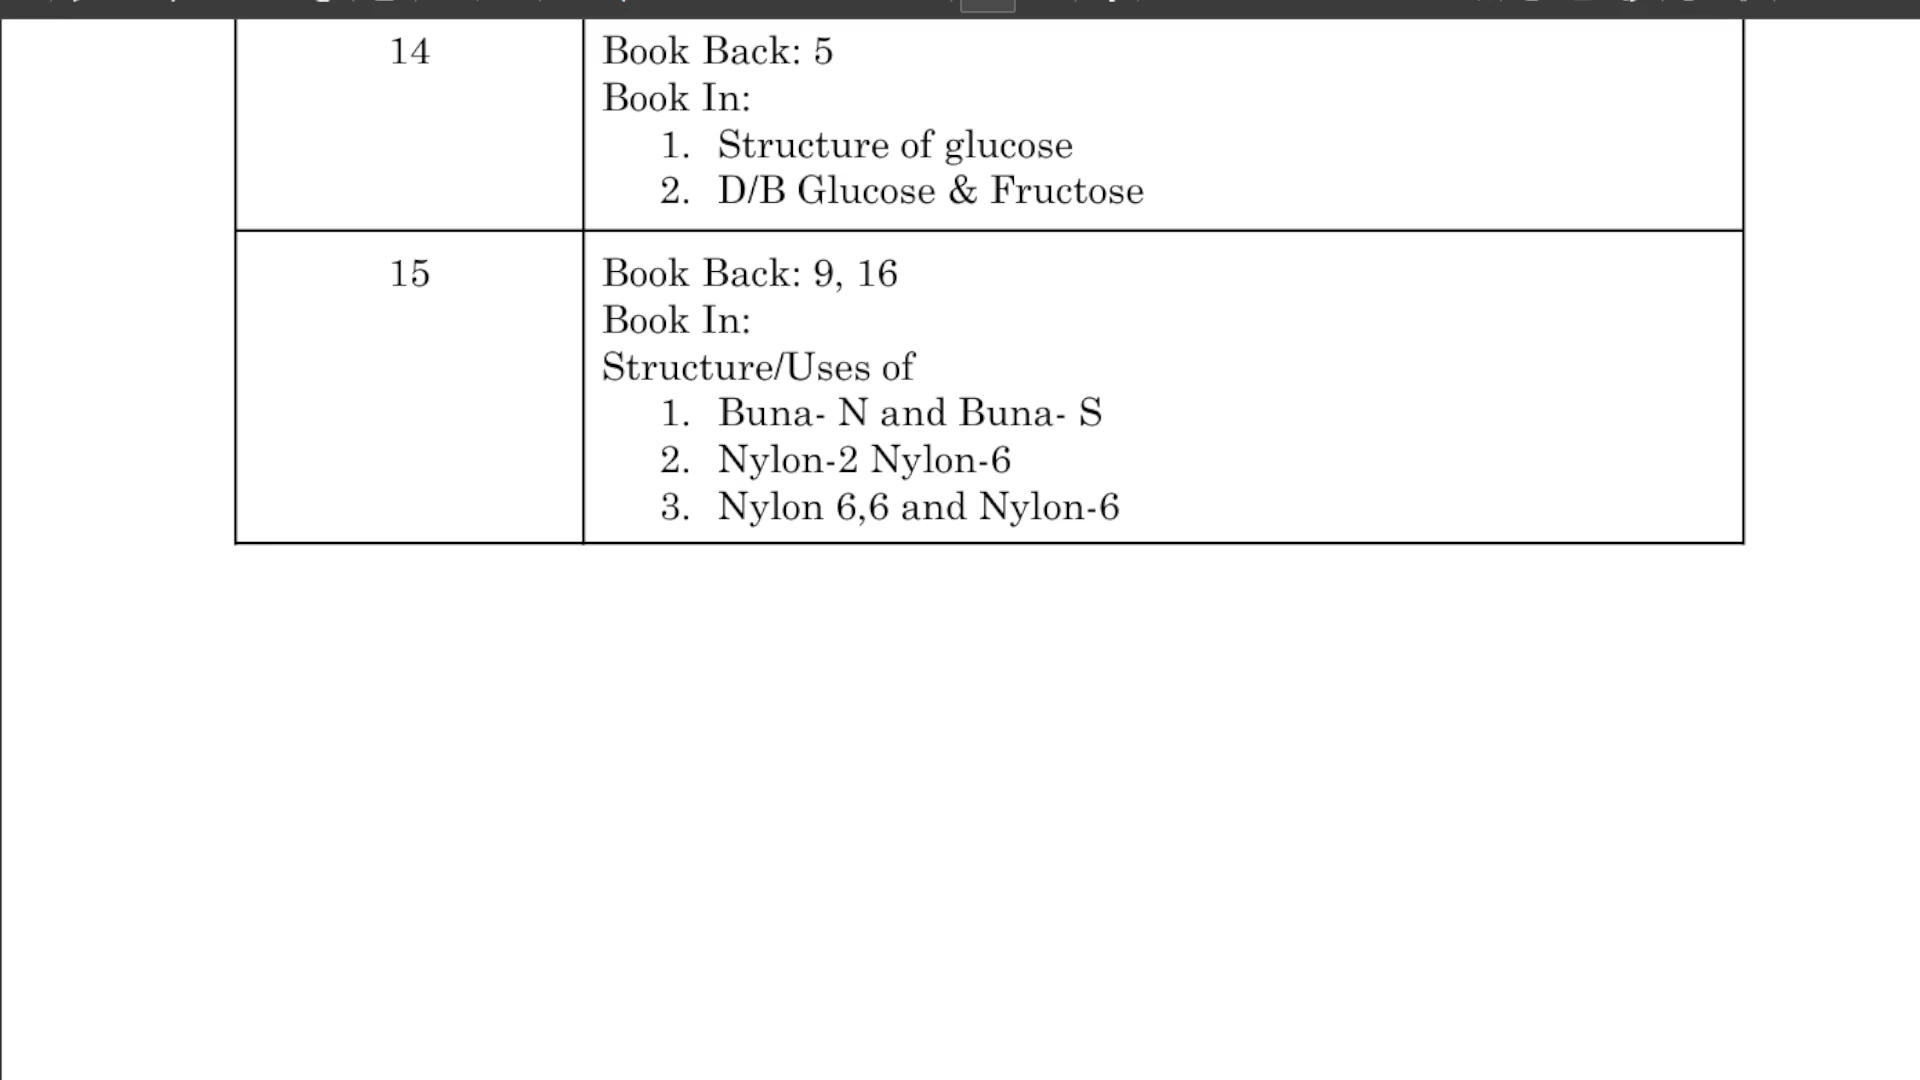 14
Book Back: 5
Book In:
1. Structure of glucose
2. D/B Glucose & Fructose
15
Book Back: 9, 16
Book In:
Structure/Uses of
1. Buna- N and Buna- S
2. Nylon-2 Nylon-6
3. Nylon 6,6 and Nylon-6